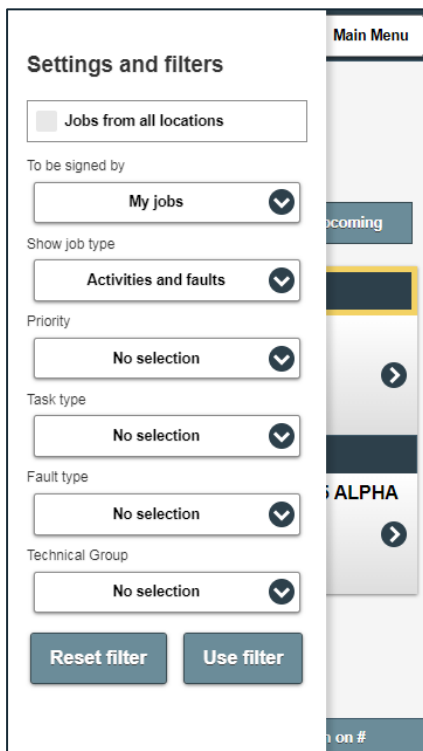 Main Menu
Settings and filters
Jobs from all locations
To be signed by
My jobs
Show job type
Activities and faults
Priority
No selection
Task type
No selection
Fault type
No selection
Technical Group
No selection
Reset filter
Use filter
ALPHA
on #